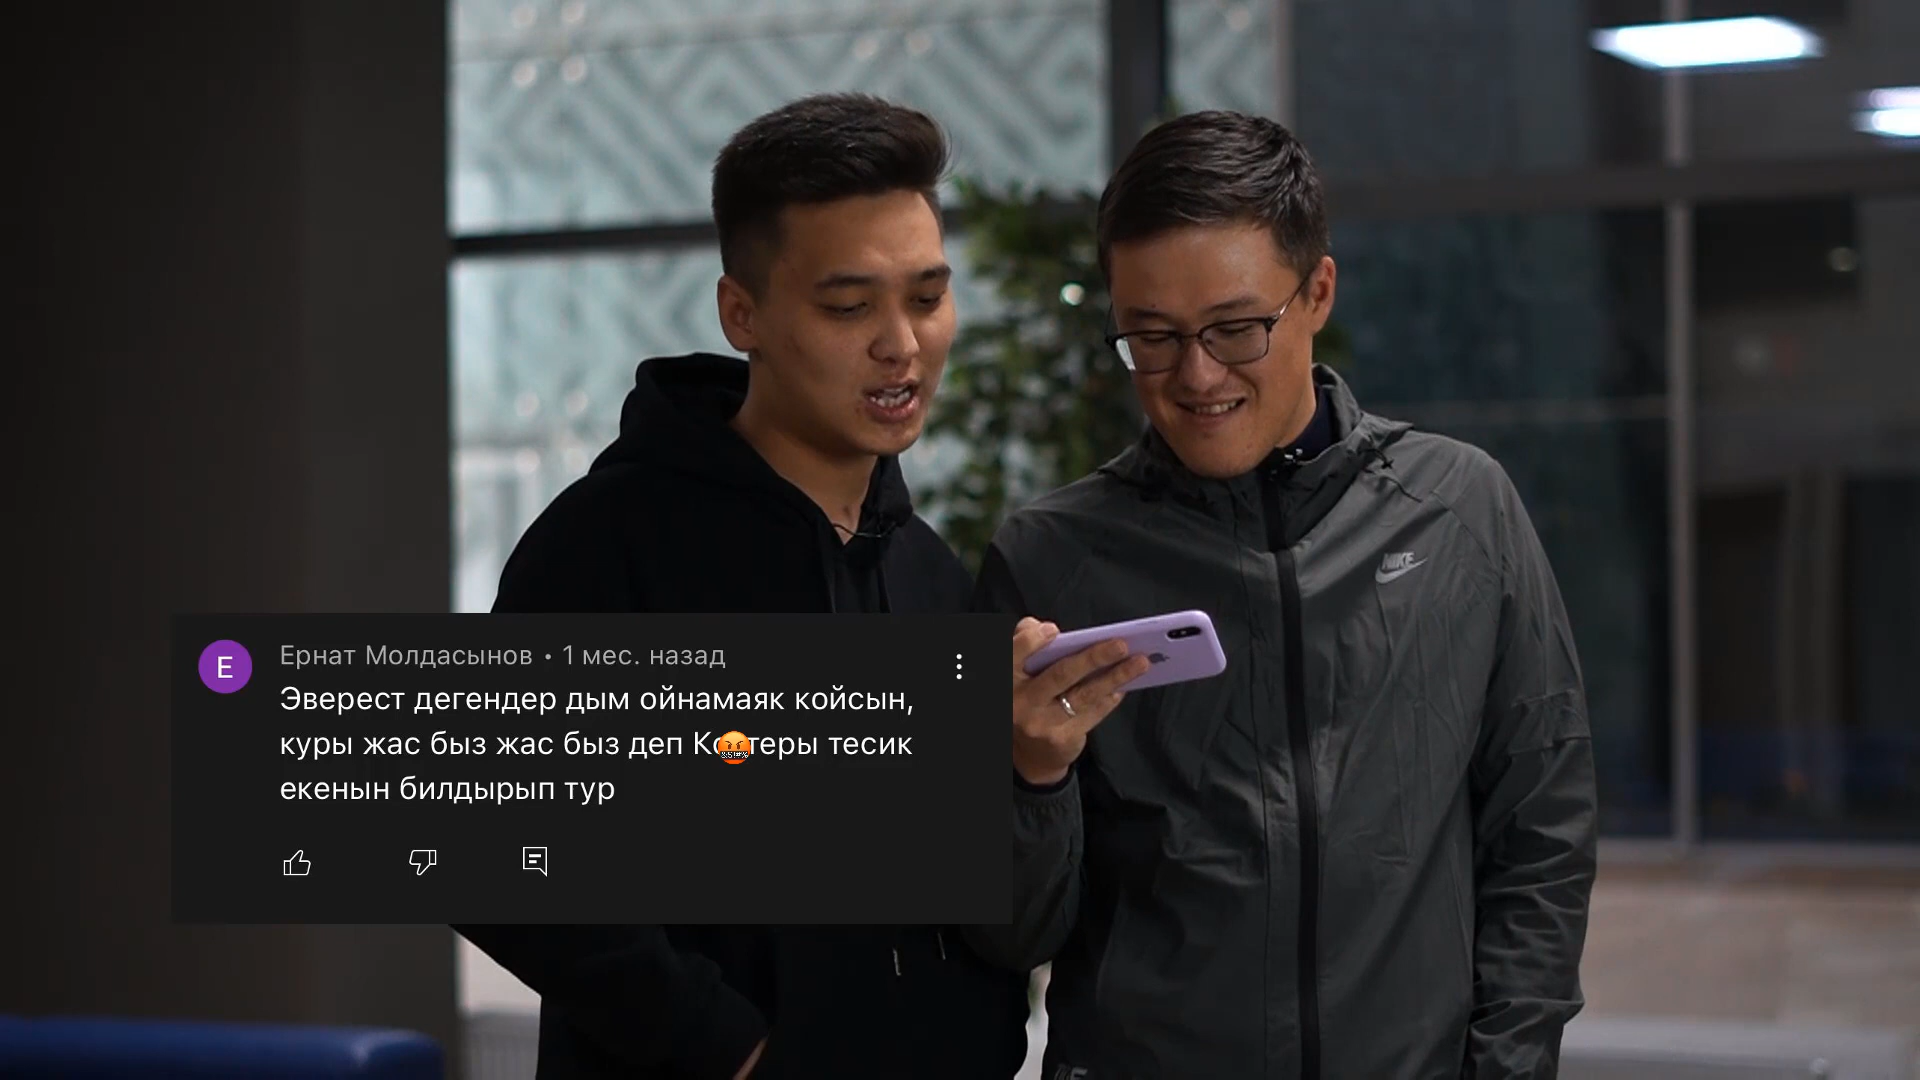 Е
Ернат Молдасынов • 1 мес. назад
Эверест дегендер дым ойнамаяк койсын,
куры жас быз жас быз деп К🤬теры тесик
екенын билдырып тур
NIKE